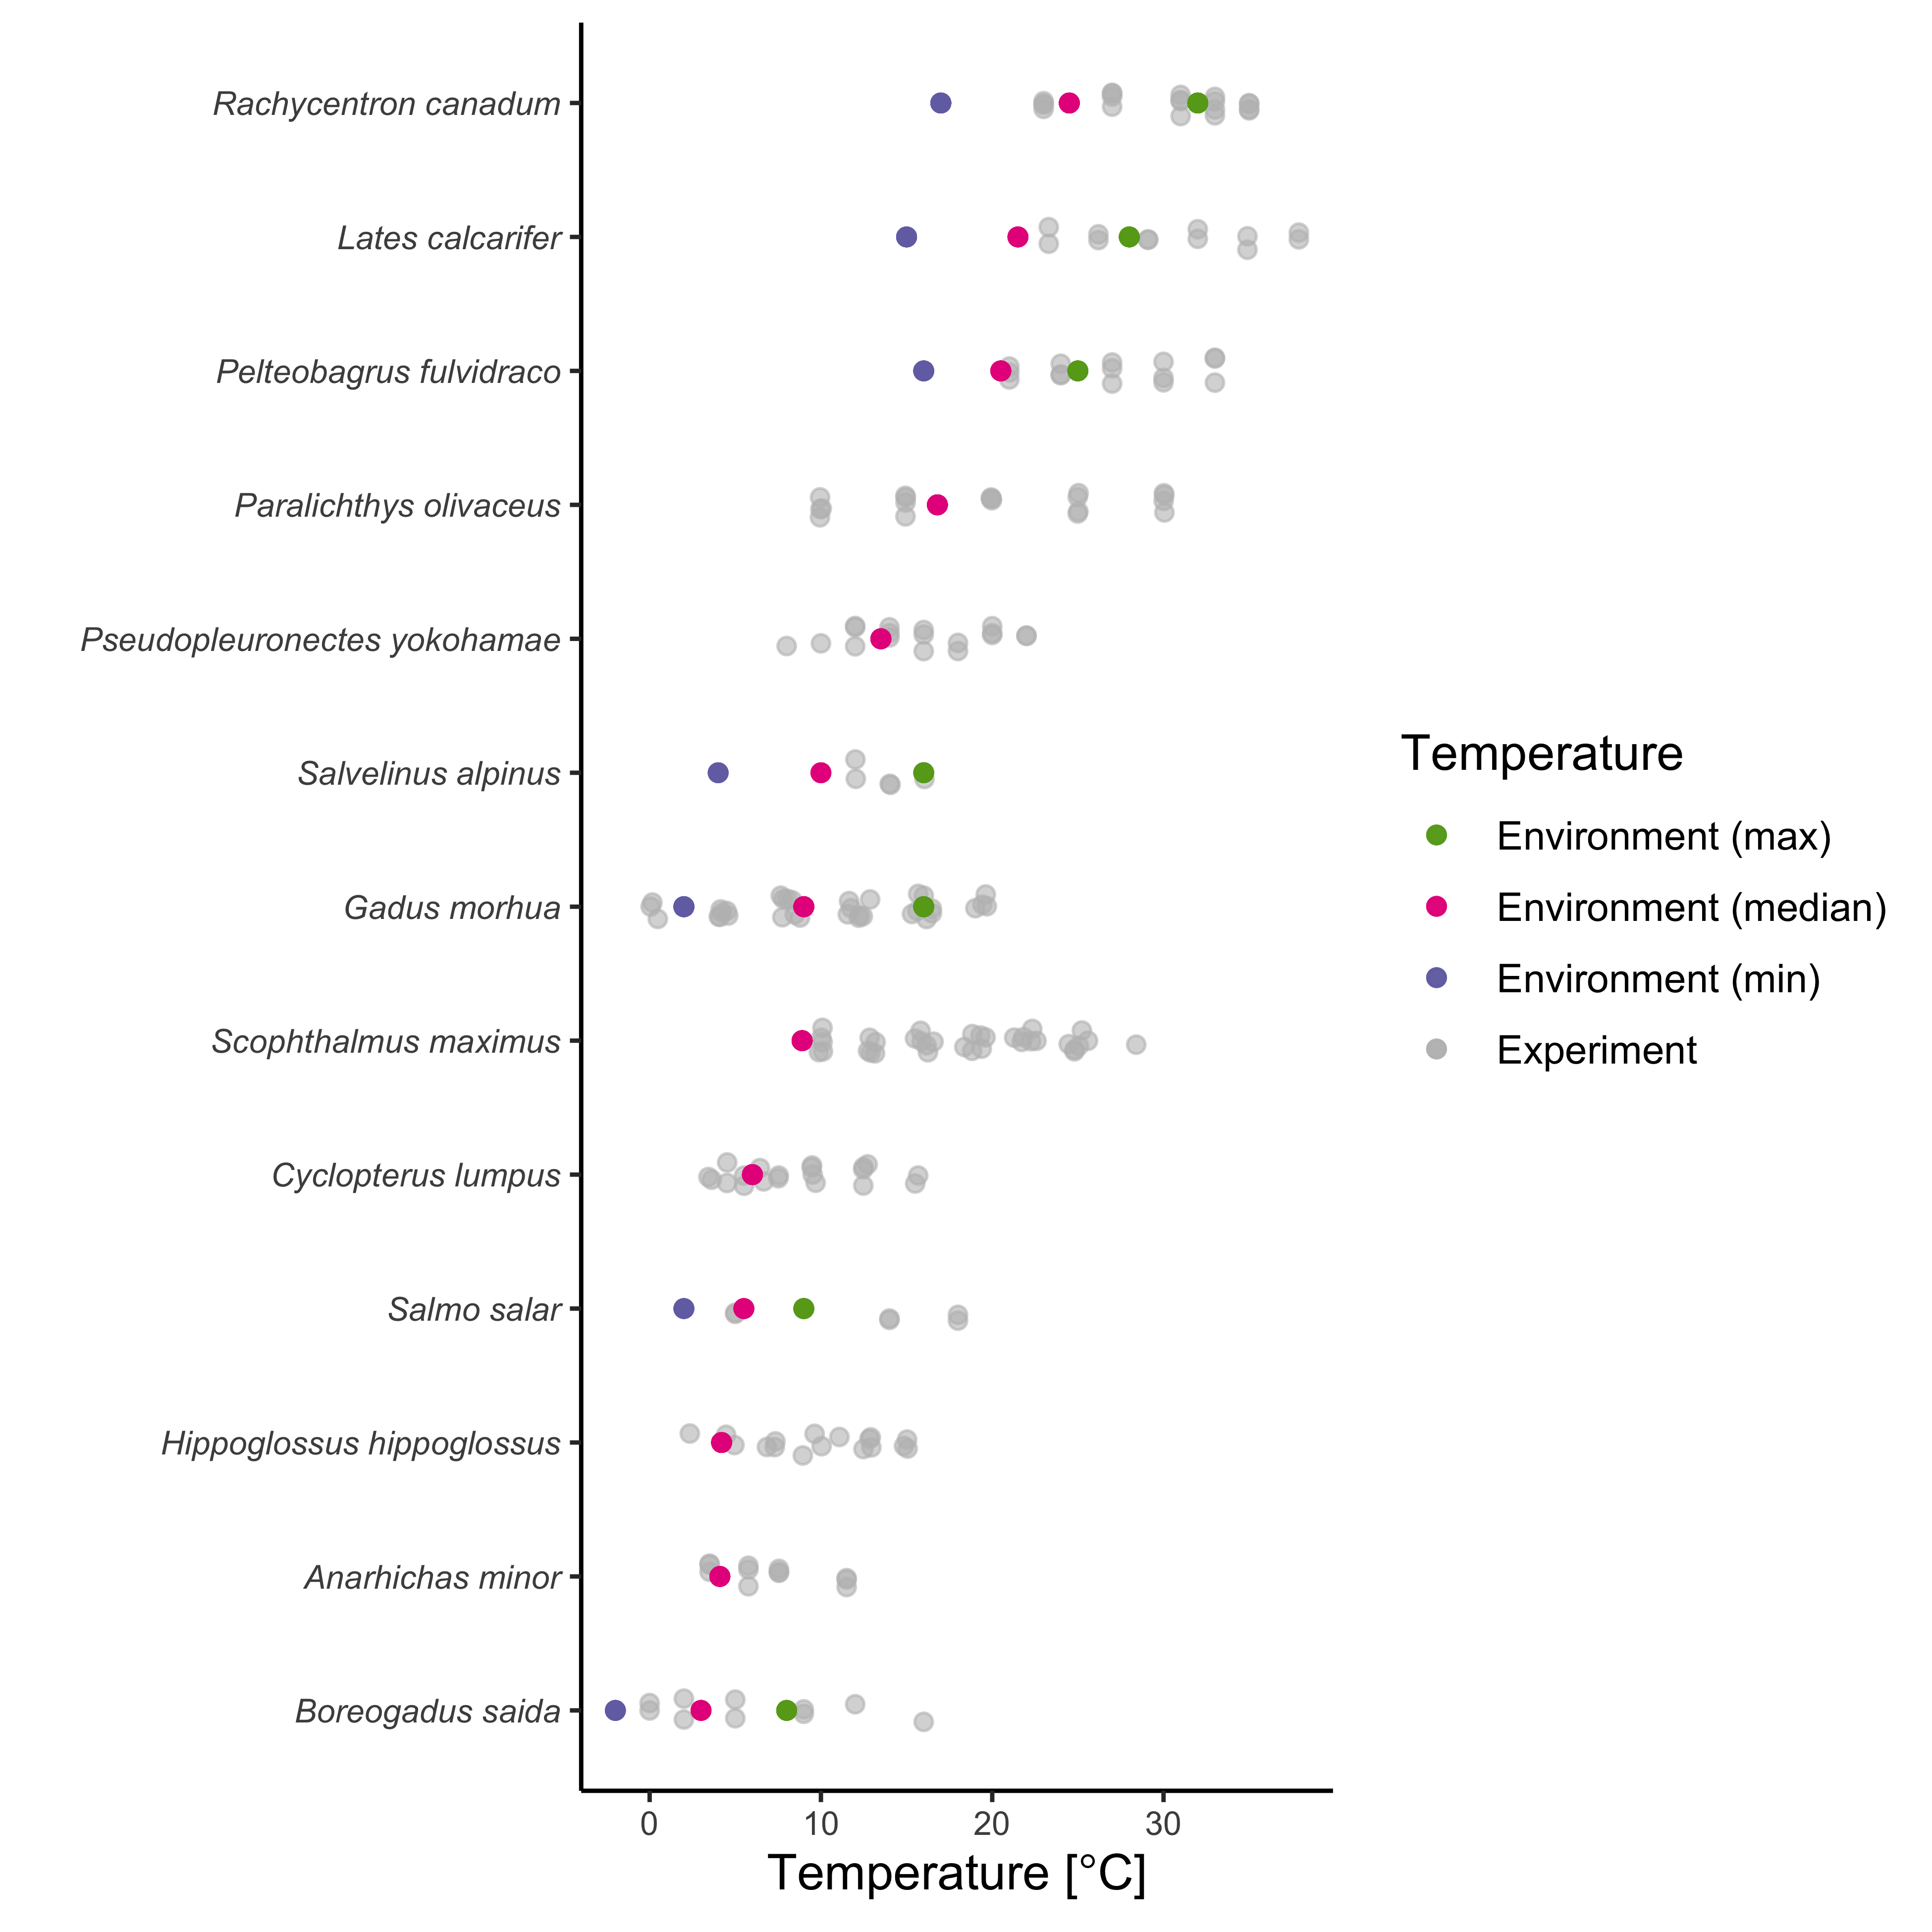 Rachycentron canadum
Lates calcarifer
Pelteobagrus fulvidraco
Paralichthys olivaceus
Pseudopleuronectes yokohamae
Salvelinus alpinus
Gadus morhua
Scophthalmus maximus
Cyclopterus lumpus
Salmo salar
Hippoglossus hippoglossus
Anarhichas minor
Boreogadus saida
0 10 20 30
Temperature [°C]
Temperature
Environment (max)
Environment (median)
Environment (min)
Experiment